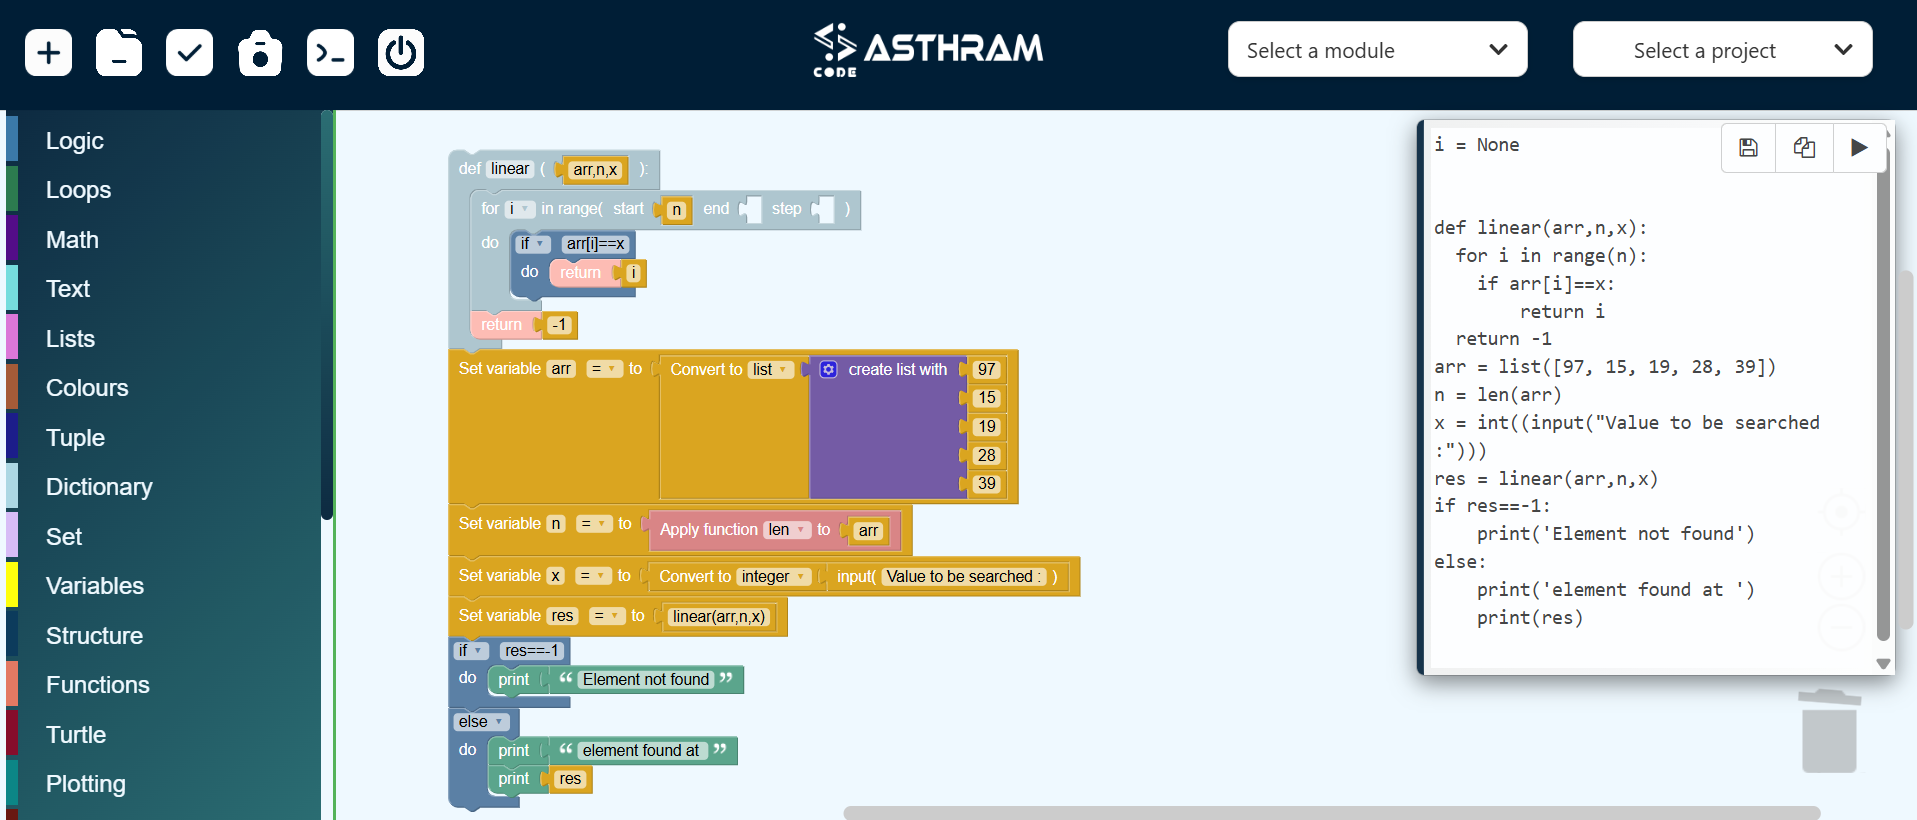 CODE ASTHRAM
Select a module
Select a project
Logic
Loops
Math
Text
Lists
Colours
Tuple
Dictionary
Set
Variables
Structure
Functions
Turtle
Plotting
def linear ( arr,n,x ):
for i in range( start n end step )
do if arr[i]==x
do return i
return -1
Set variable arr = to Convert to list create list with 97
15
19
28
39
Set variable n = to Apply function len to arr
Set variable x = to Convert to integer input( Value to be searched : )
Set variable res = to linear(arr,n,x)
if res==-1
do print “ Element not found ”
else
do print “ element found at ”
print res
i = None
def linear(arr,n,x):
for i in range(n):
if arr[i]==x:
return i
return -1
arr = list([97, 15, 19, 28, 39])
n = len(arr)
x = int((input("Value to be searched
:")))
res = linear(arr,n,x)
if res==-1:
print('Element not found')
else:
print('element found at ')
print(res)